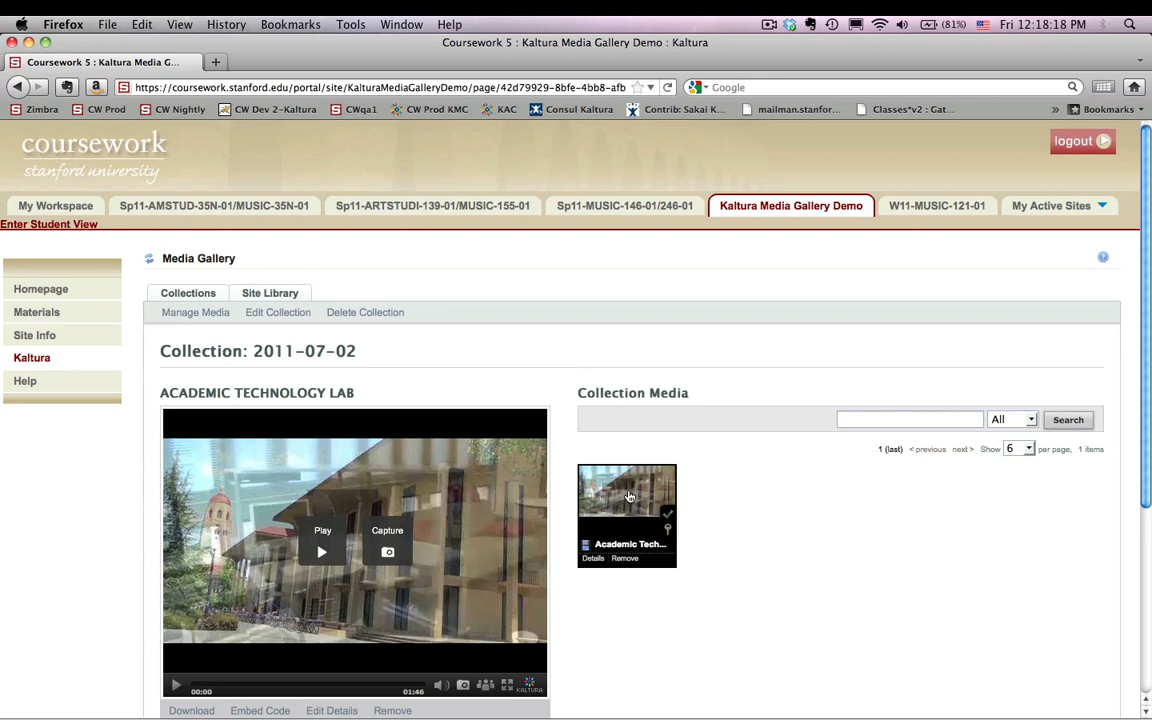 Firefox File Edit View History Bookmarks Tools Window Help (81%) Fri 12:18:18 PM
Coursework 5 : Kaltura Media Gallery Demo : Kaltura
Coursework 5 : Kaltura Media G...
https://coursework.stanford.edu/portal/site/KalturaMediaGalleryDemo/page/42d79929-8bfe-4bb8-afb Google
Zimbra CW Prod CW Nightly CW Dev 2-Kaltura CWqa1 CW Prod KMC KAC Consul Kaltura Contrib: Sakai K... mailman.stanfor... Classes*v2 : Gat... » Bookmarks
coursework
stanford university
logout
My Workspace Sp11-AMSTUD-35N-01/MUSIC-35N-01 Sp11-ARTSTUDI-139-01/MUSIC-155-01 Sp11-MUSIC-146-01/246-01 Kaltura Media Gallery Demo W11-MUSIC-121-01 My Active Sites
Enter Student View
Media Gallery
Homepage
Materials
Site Info
Kaltura
Help
Collections Site Library
Manage Media Edit Collection Delete Collection
Collection: 2011-07-02
ACADEMIC TECHNOLOGY LAB
Collection Media
All Search
1 (last) < previous next > Show 6 per page, 1 items
Play Capture
Academic Tech...
Details Remove
00:00 01:46 KALTURA
Download Embed Code Edit Details Remove